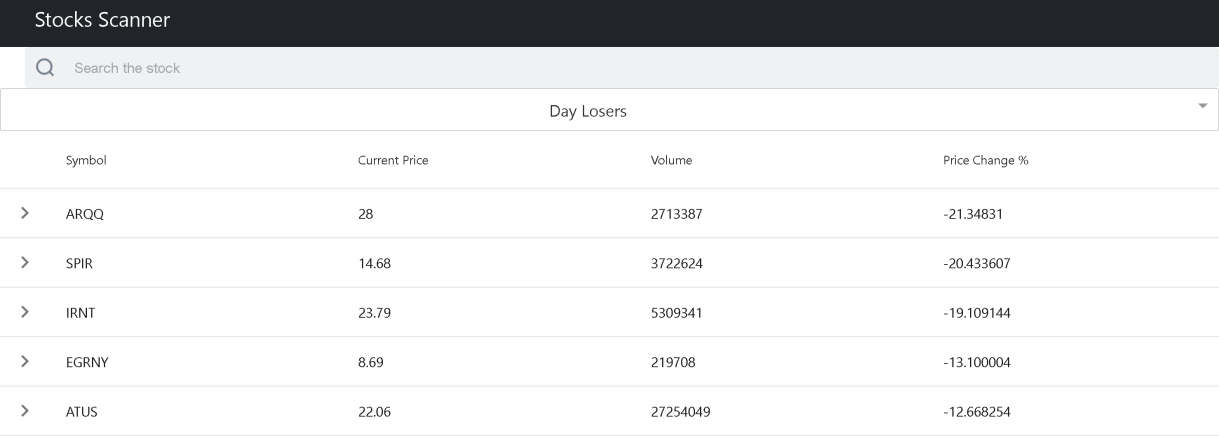 Stocks Scanner
Search the stock
Day Losers
Symbol Current Price Volume Price Change %
ARQQ 28 2713387 -21.34831
SPIR 14.68 3722624 -20.433607
IRNT 23.79 5309341 -19.109144
EGRNY 8.69 219708 -13.100004
ATUS 22.06 27254049 -12.668254